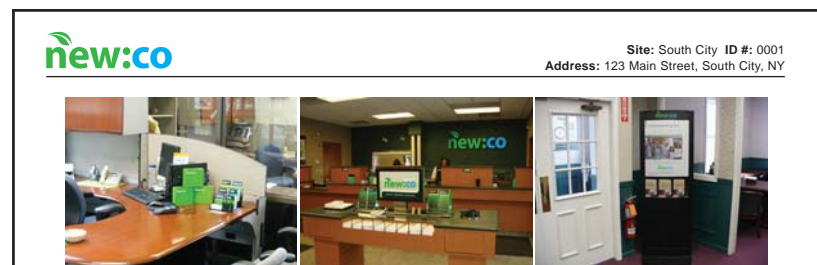 new:co
Site: South City ID #: 0001
Address: 123 Main Street, South City, NY
new:co
new:co